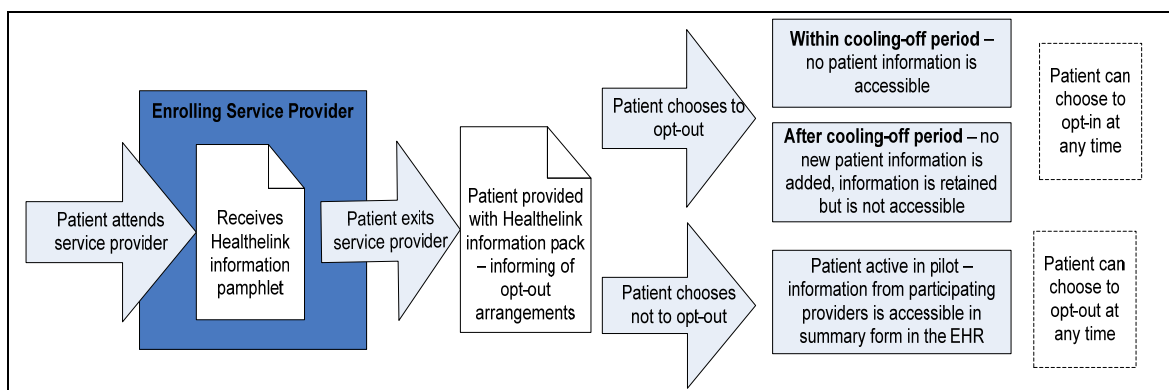 Enrolling Service Provider
Patient attends
service provider
Receives
Healthelink
information
pamphlet
Patient exits
service provider
Patient provided
with Healthelink
information pack
– informing of
opt-out
arrangements
Patient chooses to
opt-out
Within cooling-off period –
no patient information is
accessible
After cooling-off period – no
new patient information is
added, information is retained
but is not accessible
Patient can
choose to
opt-in at
any time
Patient chooses
not to opt-out
Patient active in pilot –
information from participating
providers is accessible in
summary form in the EHR
Patient can
choose to
opt-out at
any time